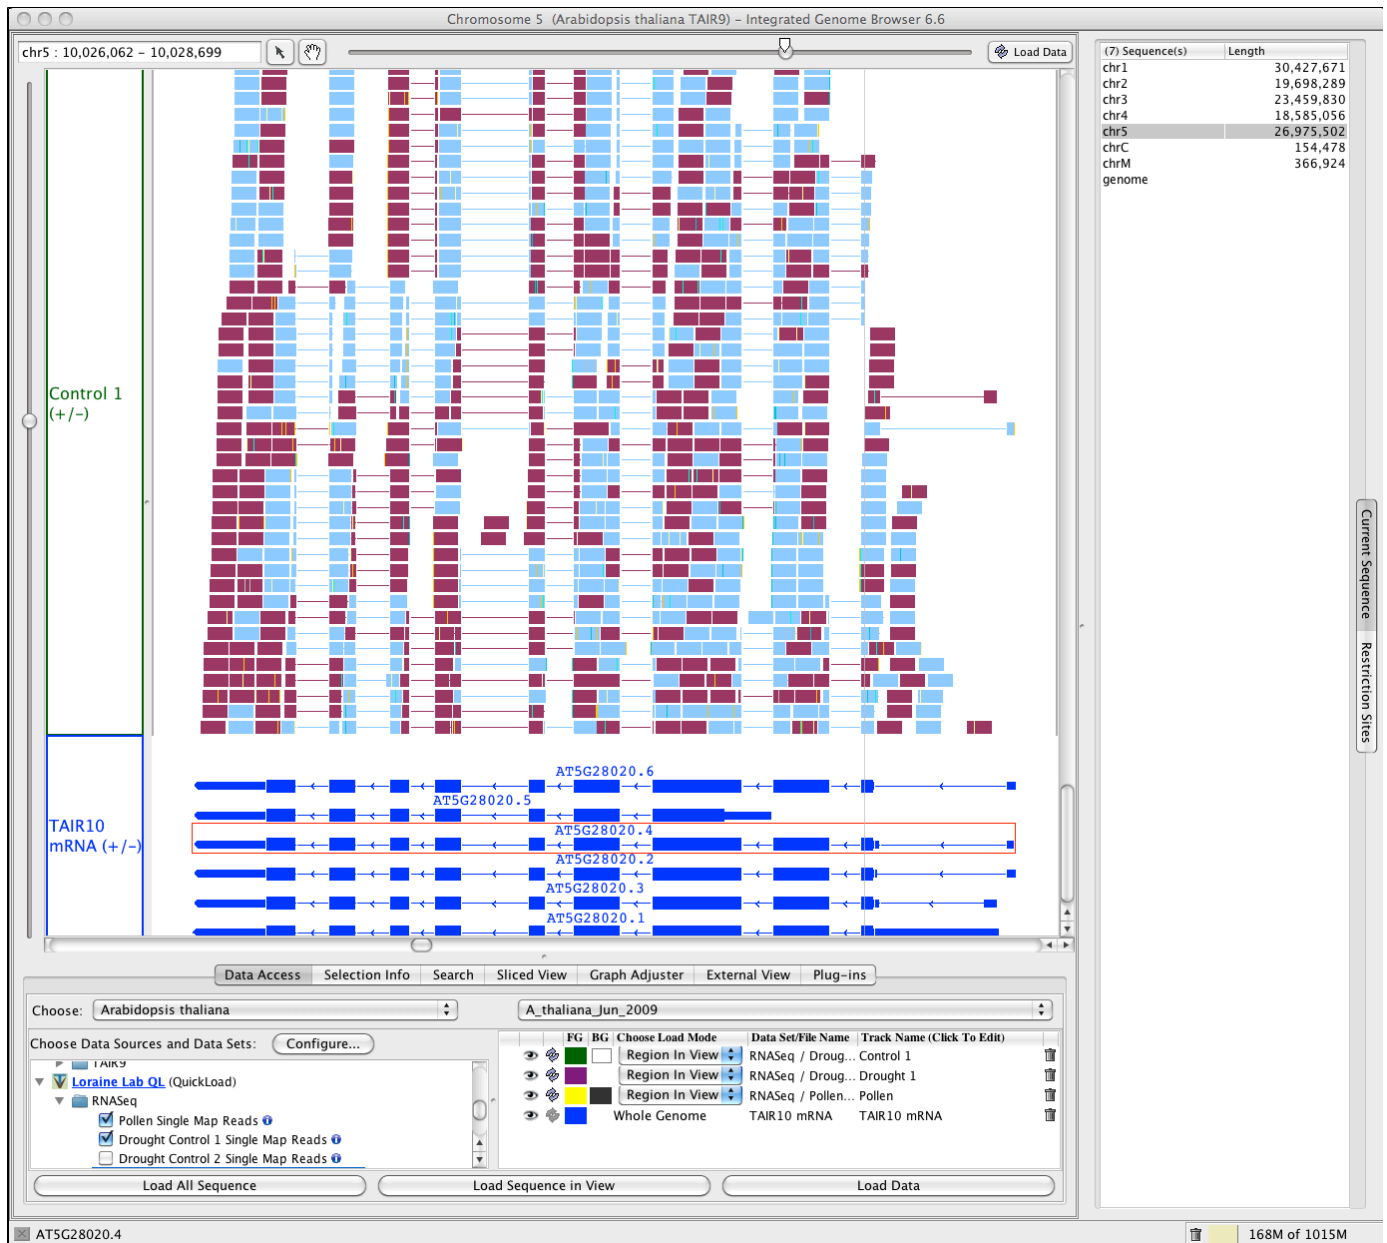 Chromosome 5 (Arabidopsis thaliana TAIR9) – Integrated Genome Browser 6.6
chr5 : 10,026,062 – 10,028,699
Load Data
(7) Sequence(s) Length
chr1 30,427,671
chr2 19,698,289
chr3 23,459,830
chr4 18,585,056
chr5 26,975,502
chrC 154,478
chrM 366,924
genome
Control 1
(+/-)
Current Sequence
Restriction Sites
AT5G28020.6
AT5G28020.5
TAIR10
mRNA (+/-)
AT5G28020.4
AT5G28020.2
AT5G28020.3
AT5G28020.1
Data Access Selection Info Search Sliced View Graph Adjuster External View Plug-ins
Choose: Arabidopsis thaliana A_thaliana_Jun_2009
Choose Data Sources and Data Sets: Configure...
TAIR9
Loraine Lab QL (QuickLoad)
RNASeq
Pollen Single Map Reads
Drought Control 1 Single Map Reads
Drought Control 2 Single Map Reads
FG BG Choose Load Mode Data Set/File Name Track Name (Click To Edit)
Region In View RNASeq / Droug... Control 1
Region In View RNASeq / Droug... Drought 1
Region In View RNASeq / Pollen... Pollen
Whole Genome TAIR10 mRNA TAIR10 mRNA
Load All Sequence Load Sequence in View Load Data
AT5G28020.4
168M of 1015M